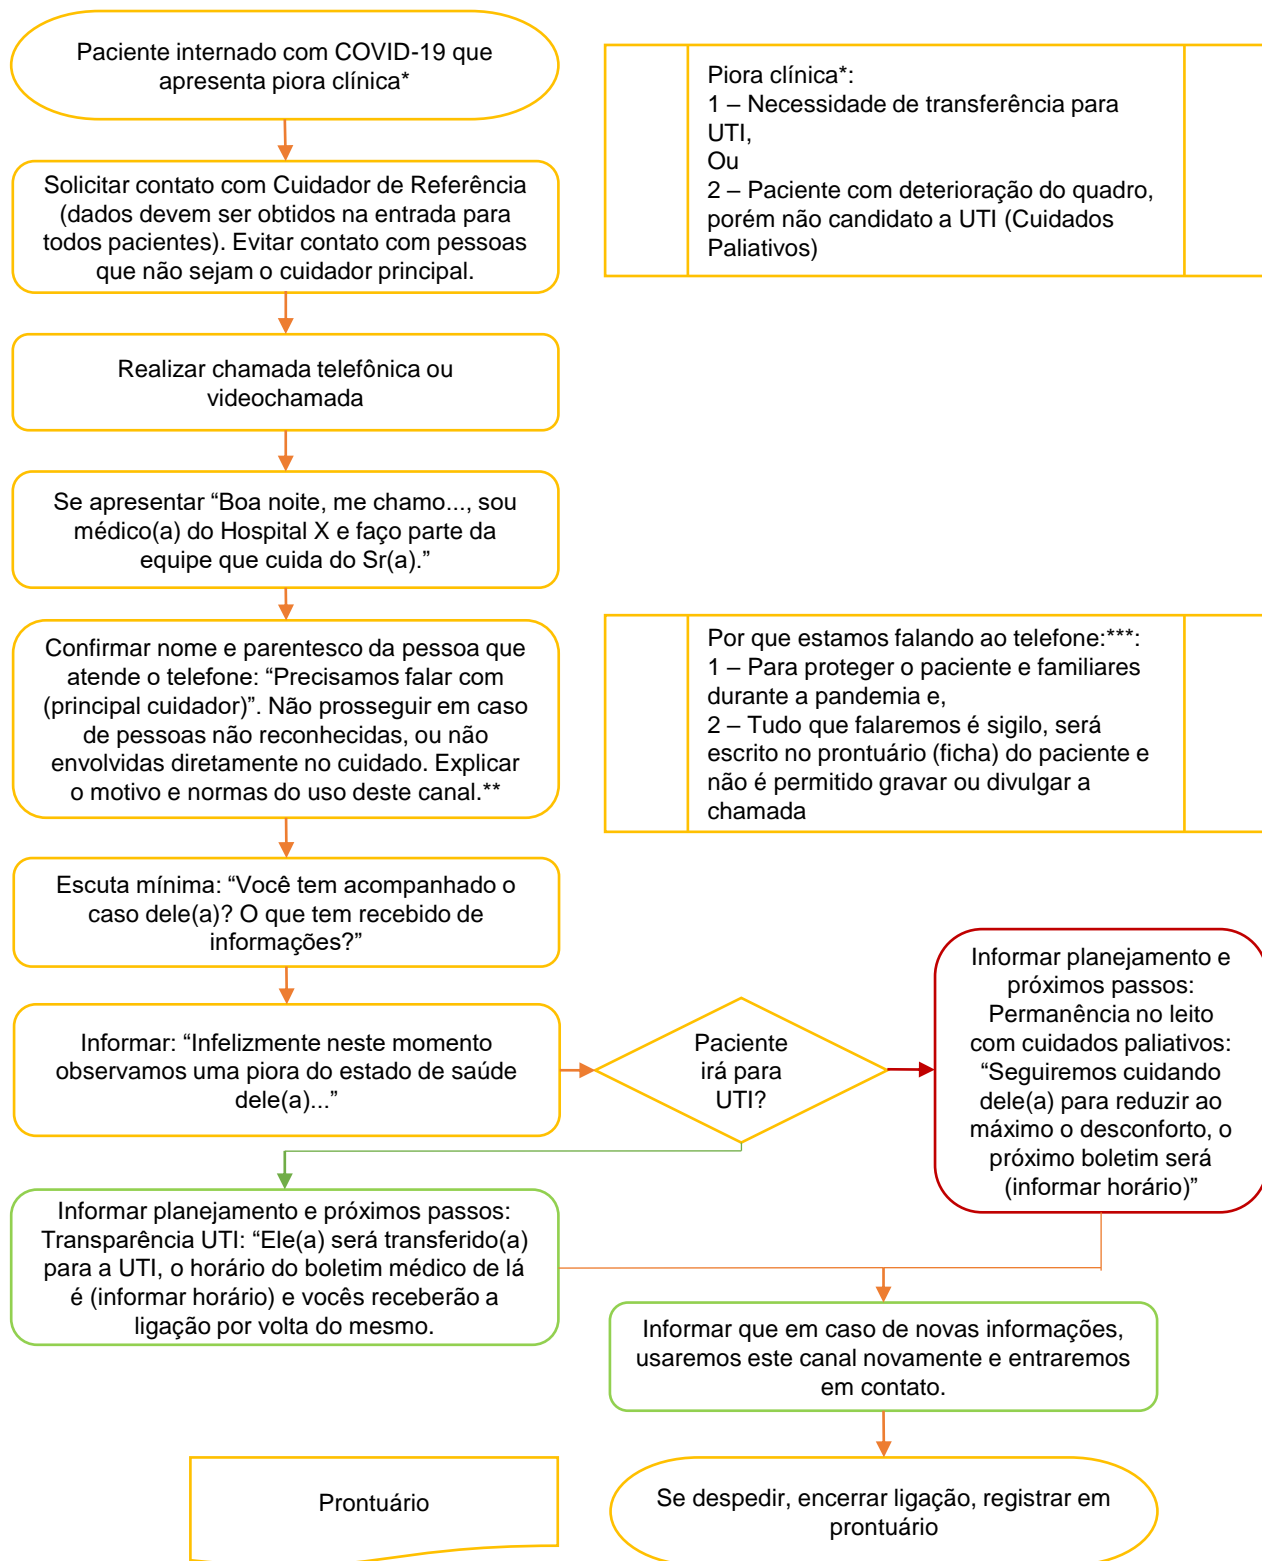 Paciente internado com COVID-19 que
apresenta piora clínica*
Piora clínica*:
1 – Necessidade de transferência para
UTI,
Ou
2 – Paciente com deterioração do quadro,
porém não candidato a UTI (Cuidados
Paliativos)
Solicitar contato com Cuidador de Referência
(dados devem ser obtidos na entrada para
todos pacientes). Evitar contato com pessoas
que não sejam o cuidador principal.
Realizar chamada telefônica ou
videochamada
Se apresentar “Boa noite, me chamo..., sou
médico(a) do Hospital X e faço parte da
equipe que cuida do Sr(a).”
Confirmar nome e parentesco da pessoa que
atende o telefone: “Precisamos falar com
(principal cuidador)”. Não prosseguir em caso
de pessoas não reconhecidas, ou não
envolvidas diretamente no cuidado. Explicar
o motivo e normas do uso deste canal.**
Por que estamos falando ao telefone:***:
1 – Para proteger o paciente e familiares
durante a pandemia e,
2 – Tudo que falaremos é sigilo, será
escrito no prontuário (ficha) do paciente e
não é permitido gravar ou divulgar a
chamada
Escuta mínima: “Você tem acompanhado o
caso dele(a)? O que tem recebido de
informações?”
Informar: “Infelizmente neste momento
observamos uma piora do estado de saúde
dele(a)...”
Paciente
irá para
UTI?
Informar planejamento e
próximos passos:
Permanência no leito
com cuidados paliativos:
“Seguiremos cuidando
dele(a) para reduzir ao
máximo o desconforto, o
próximo boletim será
(informar horário)”
Informar planejamento e próximos passos:
Transparência UTI: “Ele(a) será transferido(a)
para a UTI, o horário do boletim médico de lá
é (informar horário) e vocês receberão a
ligação por volta do mesmo.
Informar que em caso de novas informações,
usaremos este canal novamente e entraremos
em contato.
Prontuário
Se despedir, encerrar ligação, registrar em
prontuário